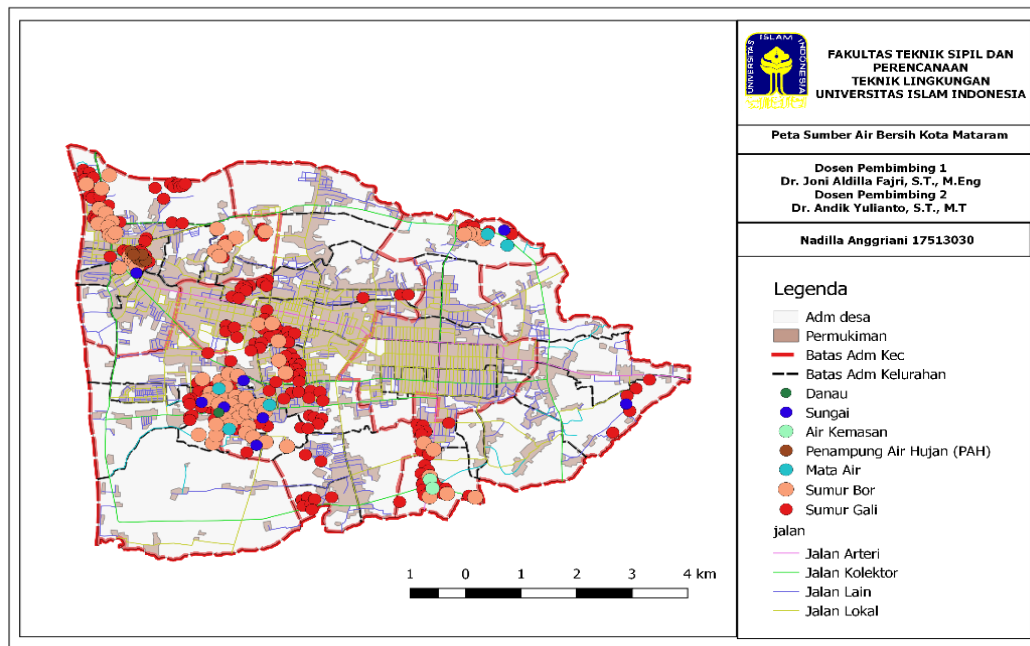 UNIVERSITAS
ISLAM
INDONESIA
FAKULTAS TEKNIK SIPIL DAN
PERENCANAAN
TEKNIK LINGKUNGAN
UNIVERSITAS ISLAM INDONESIA
Peta Sumber Air Bersih Kota Mataram
Dosen Pembimbing 1
Dr. Joni Aldilla Fajri, S.T., M.Eng
Dosen Pembimbing 2
Dr. Andik Yulianto, S.T., M.T
Nadilla Anggriani 17513030
Legenda
Adm desa
Permukiman
Batas Adm Kec
Batas Adm Kelurahan
Danau
Sungai
Air Kemasan
Penampung Air Hujan (PAH)
Mata Air
Sumur Bor
Sumur Gali
jalan
Jalan Arteri
Jalan Kolektor
Jalan Lain
Jalan Lokal
1 0 1 2 3 4 km